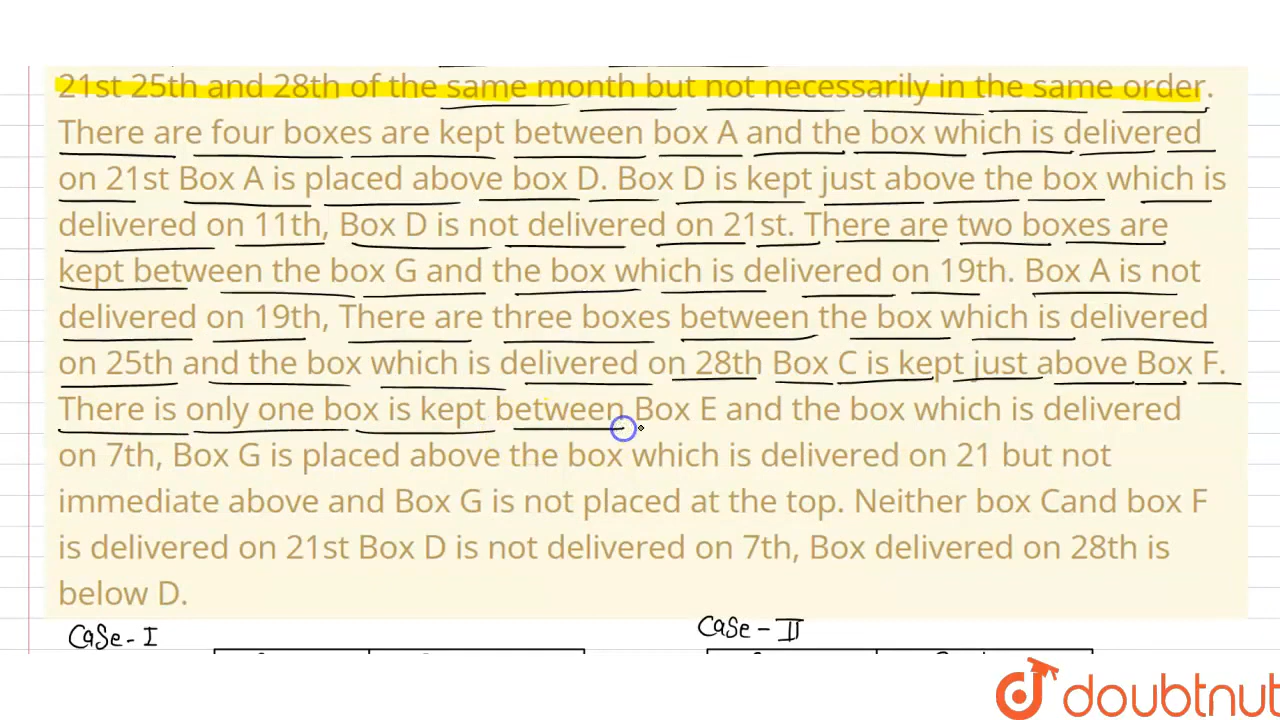 21st 25th and 28th of the same month but not necessarily in the same order.
There are four boxes are kept between box A and the box which is delivered
on 21st Box A is placed above box D. Box D is kept just above the box which is
delivered on 11th, Box D is not delivered on 21st. There are two boxes are
kept between the box G and the box which is delivered on 19th. Box A is not
delivered on 19th, There are three boxes between the box which is delivered
on 25th and the box which is delivered on 28th Box C is kept just above Box F.
There is only one box is kept between Box E and the box which is delivered
on 7th, Box G is placed above the box which is delivered on 21 but not
immediate above and Box G is not placed at the top. Neither box Cand box F
is delivered on 21st Box D is not delivered on 7th, Box delivered on 28th is
below D.
Case-I
Case-II
doubtnut